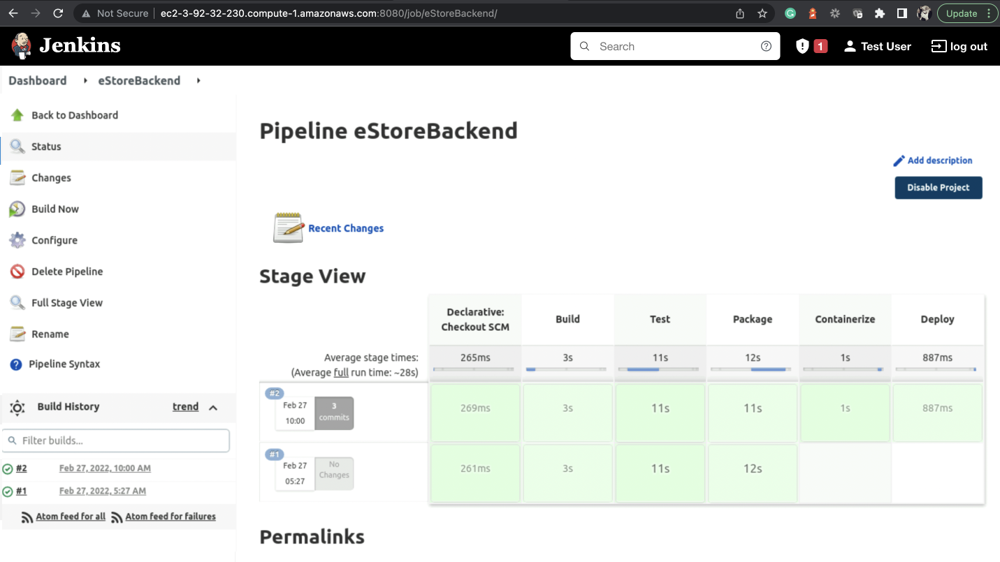 Not Secure
ec2-3-92-32-230.compute-1.amazonaws.com:8080/job/eStoreBackend/
Update
Jenkins
Search
1
Test User
log out
Dashboard
eStoreBackend
Back to Dashboard
Status
Changes
Build Now
Configure
Delete Pipeline
Full Stage View
Rename
Pipeline Syntax
Build History
trend
Filter builds...
#2
Feb 27, 2022, 10:00 AM
#1
Feb 27, 2022, 5:27 AM
Atom feed for all
Atom feed for failures
Pipeline eStoreBackend
Add description
Disable Project
Recent Changes
Stage View
Declarative:
Checkout SCM
Build
Test
Package
Containerize
Deploy
Average stage times:
(Average full run time: ~28s)
265ms
3s
11s
12s
1s
887ms
#2
Feb 27
10:00
3
commits
269ms
3s
11s
11s
1s
887ms
#1
Feb 27
05:27
No
Changes
261ms
3s
11s
12s
Permalinks